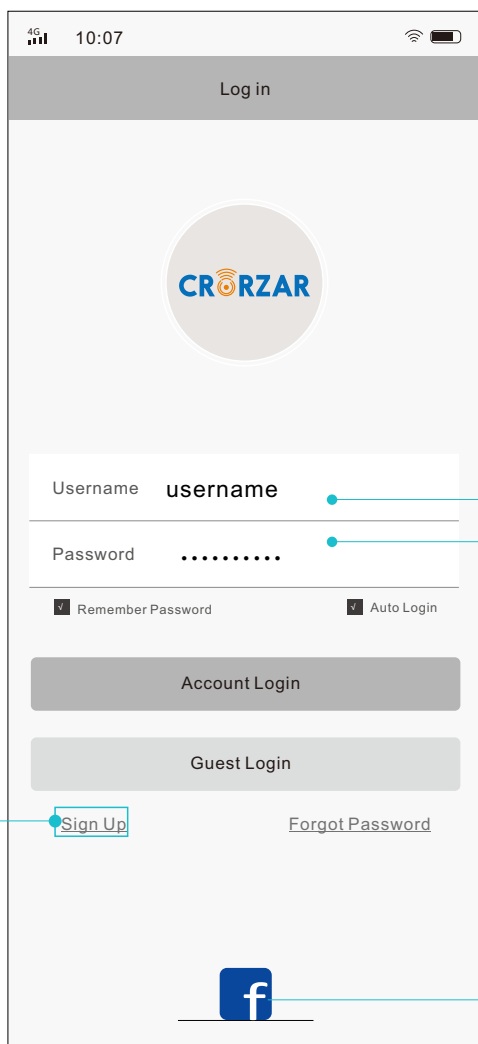 4G 10:07
Log in
CRORZAR
Username username
Password ••••••••••
√ Remember Password √ Auto Login
Account Login
Guest Login
Sign Up Forgot Password
f